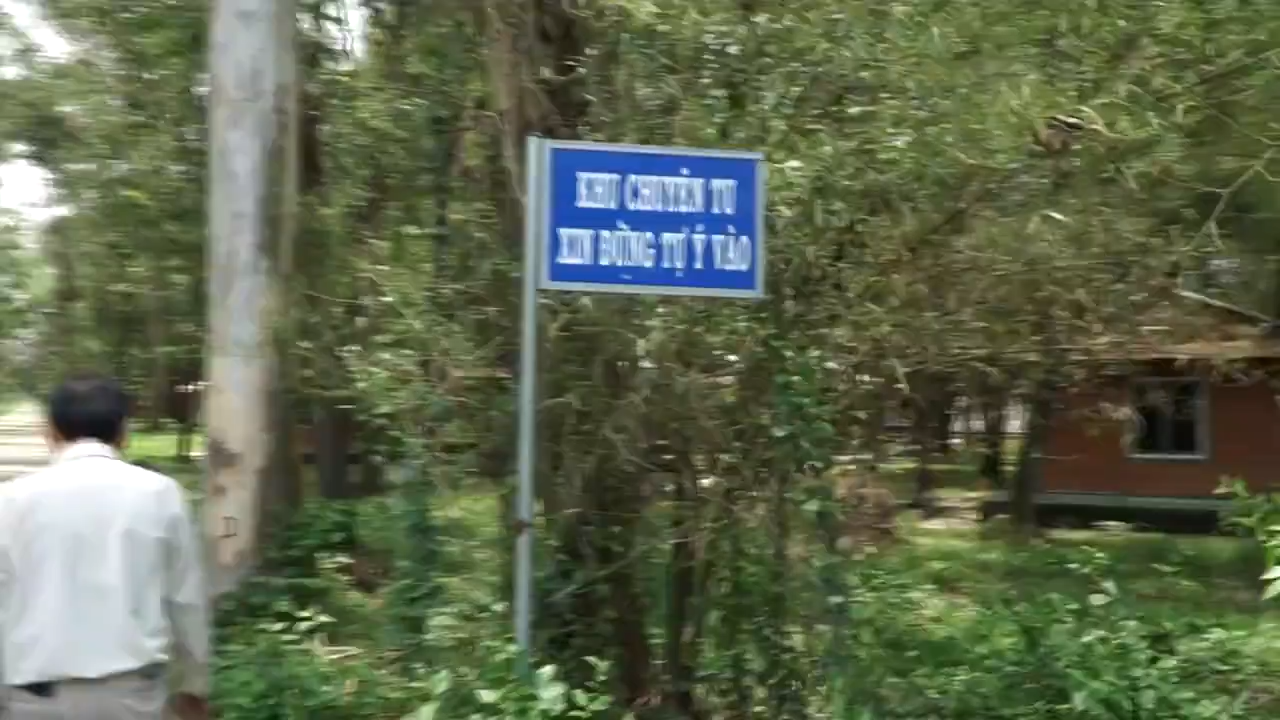 KHU CHUYÊN TU
XIN ĐỪNG TỰ Ý VÀO